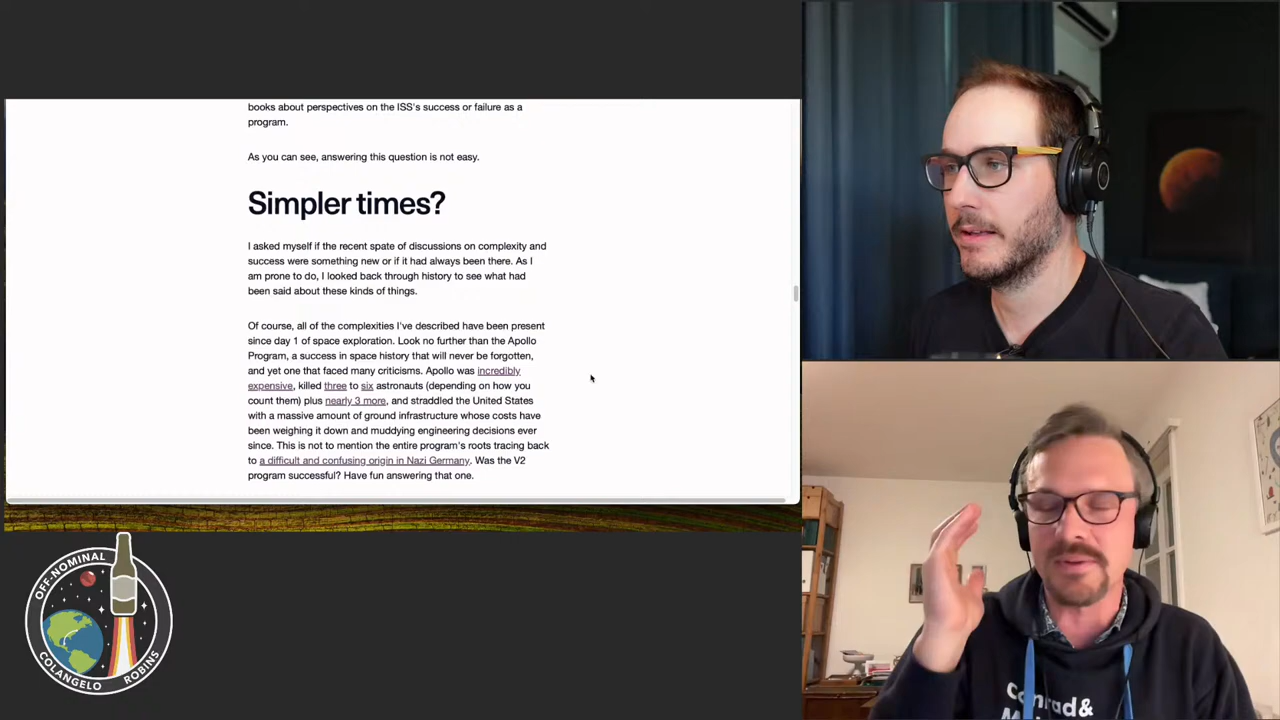 books about perspectives on the ISS's success or failure as a
program.
As you can see, answering this question is not easy.
Simpler times?
I asked myself if the recent spate of discussions on complexity and
success were something new or if it had always been there. As I
am prone to do, I looked back through history to see what had
been said about these kinds of things.
Of course, all of the complexities I've described have been present
since day 1 of space exploration. Look no further than the Apollo
Program, a success in space history that will never be forgotten,
and yet one that faced many criticisms. Apollo was incredibly
expensive, killed three to six astronauts (depending on how you
count them) plus nearly 3 more, and straddled the United States
with a massive amount of ground infrastructure whose costs have
been weighing it down and muddying engineering decisions ever
since. This is not to mention the entire program's roots tracing back
to a difficult and confusing origin in Nazi Germany. Was the V2
program successful? Have fun answering that one.
OFF-NOMINAL
COLANGELO
ROBINS
&